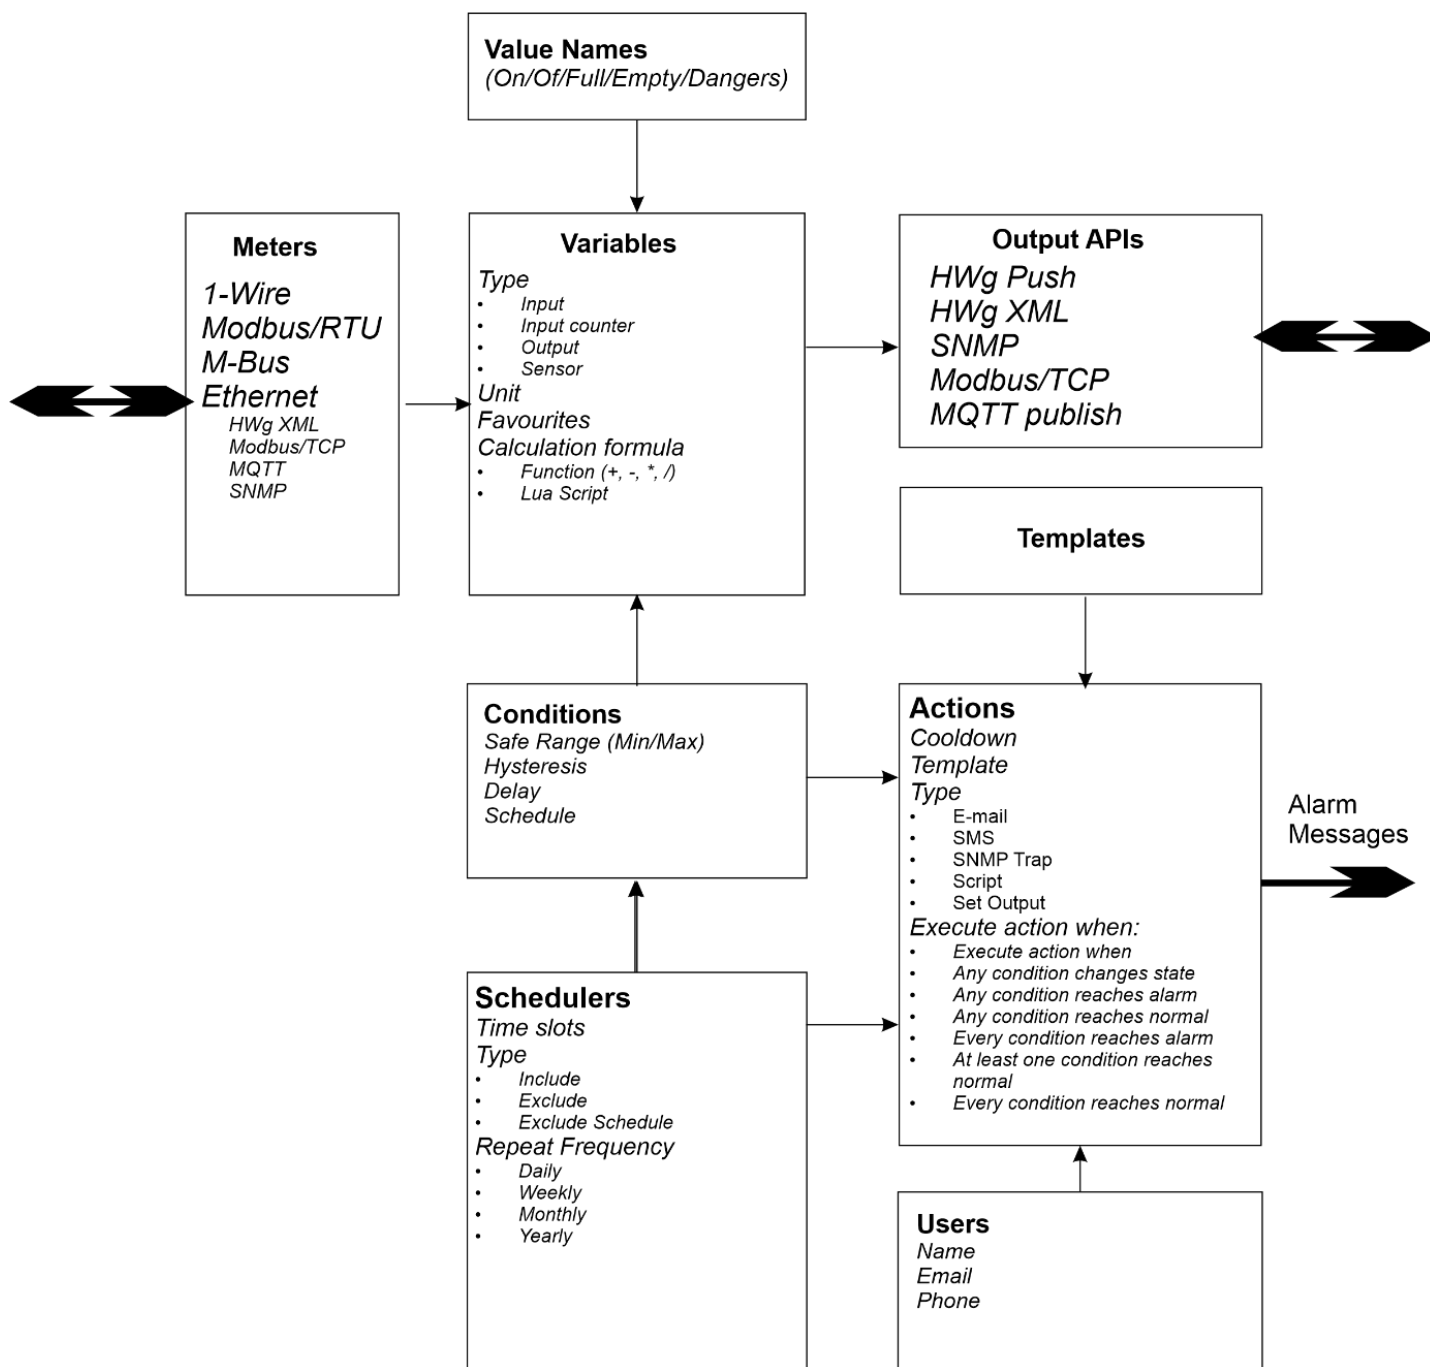 Value Names
(On/Of/Full/Empty/Dangers)
Meters
1-Wire
Modbus/RTU
M-Bus
Ethernet
HWg XML
Modbus/TCP
MQTT
SNMP
Variables
Type
• Input
• Input counter
• Output
• Sensor
Unit
Favourites
Calculation formula
• Function (+, -, *, /)
• Lua Script
Output APIs
HWg Push
HWg XML
SNMP
Modbus/TCP
MQTT publish
Templates
Conditions
Safe Range (Min/Max)
Hysteresis
Delay
Schedule
Actions
Cooldown
Template
Type
• E-mail
• SMS
• SNMP Trap
• Script
• Set Output
Execute action when:
• Execute action when
• Any condition changes state
• Any condition reaches alarm
• Any condition reaches normal
• Every condition reaches alarm
• At least one condition reaches
normal
• Every condition reaches normal
Alarm
Messages
Schedulers
Time slots
Type
• Include
• Exclude
• Exclude Schedule
Repeat Frequency
• Daily
• Weekly
• Monthly
• Yearly
Users
Name
Email
Phone